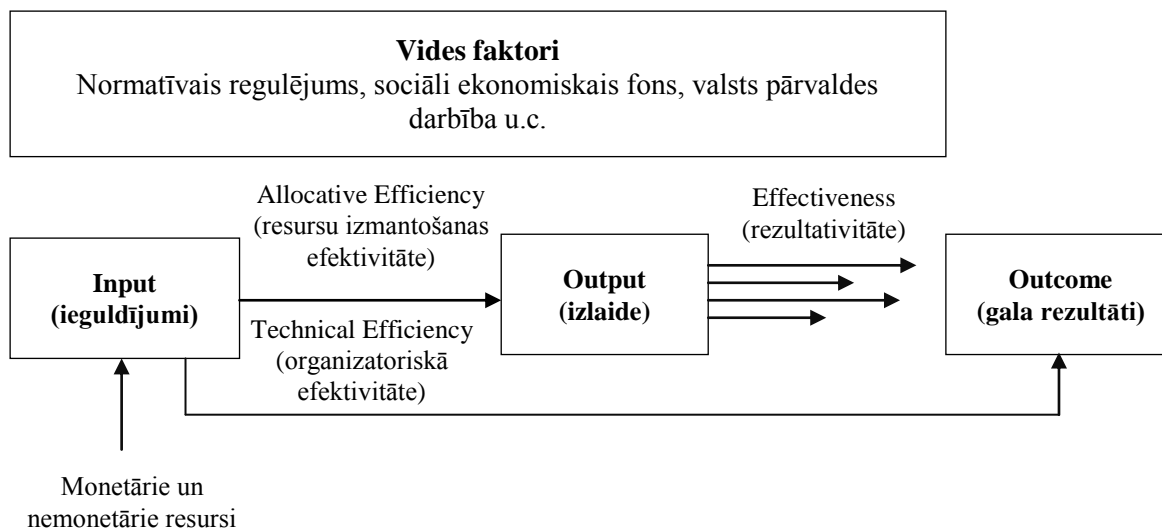 Vides faktori
Normatīvais regulējums, sociāli ekonomiskais fons, valsts pārvaldes
darbība u.c.
Allocative Efficiency
(resursu izmantošanas
efektivitāte)
Effectiveness
(rezultativitāte)
Input
(ieguldījumi)
Output
(izlaide)
Outcome
(gala rezultāti)
Technical Efficiency
(organizatoriskā
efektivitāte)
Monetārie un
nemonetārie resursi